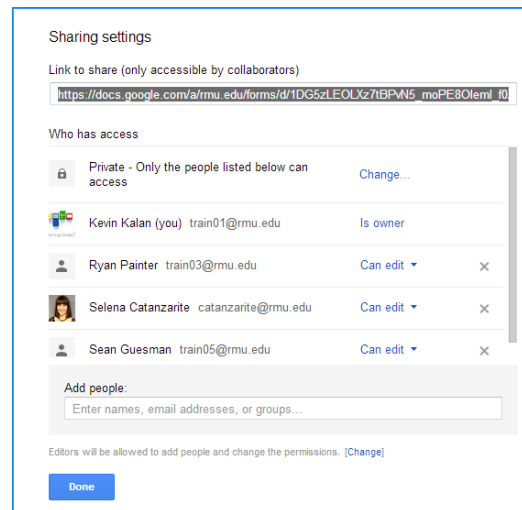 Sharing settings
Link to share (only accessible by collaborators)
https://docs.google.com/a/rmu.edu/forms/d/1DG5zLEOLXz7tBPvN5_moPE8OlemI_f0
Who has access
Private - Only the people listed below can
access
Change...
Kevin Kalan (you) train01@rmu.edu Is owner
Ryan Painter train03@rmu.edu Can edit
Selena Catanzarite catanzarite@rmu.edu Can edit
Sean Guesman train05@rmu.edu Can edit
Add people:
Enter names, email addresses, or groups...
Editors will be allowed to add people and change the permissions. [Change]
Done